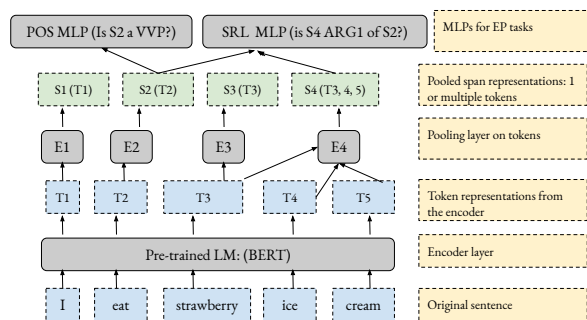 POS MLP (Is S2 a VVP?)
SRL MLP (is S4 ARG1 of S2?)
MLPs for EP tasks
S1 (T1)
S2 (T2)
S3 (T3)
S4 (T3, 4, 5)
Pooled span representations: 1
or multiple tokens
E1
E2
E3
E4
Pooling layer on tokens
T1
T2
T3
T4
T5
Token representations from
the encoder
Pre-trained LM: (BERT)
Encoder layer
I
eat
strawberry
ice
cream
Original sentence